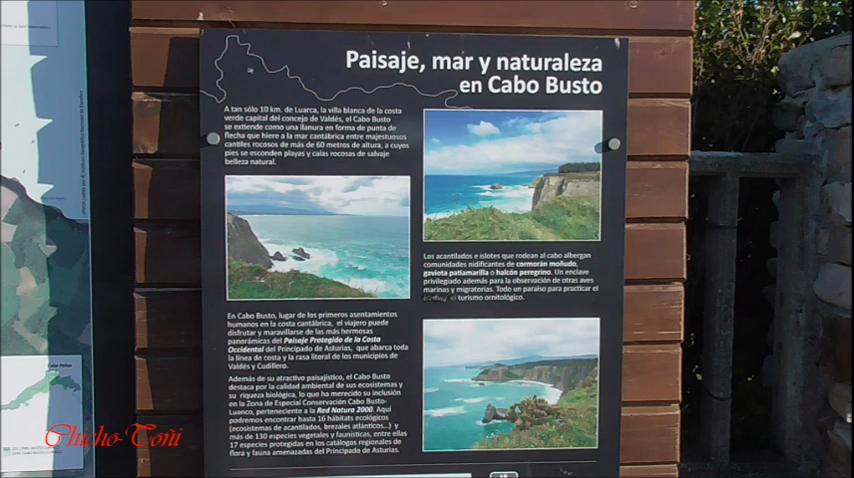 Paisaje, mar y naturaleza
en Cabo Busto
A tan sólo 10 km. de Luarca, la villa blanca de la costa
verde capital del concejo de Valdés, el Cabo Busto
se extiende como una llanura en forma de punta de
flecha que hiere a la mar cantábrica entre majestuosos
cantiles rocosos de más de 60 metros de altura, a cuyos
pies se esconden playas y calas rocosas de salvaje
belleza natural.
Los acantilados e islotes que rodean al cabo albergan
comunidades nidificantes de cormorán moñudo,
gaviota patiamarilla o halcón peregrino. Un enclave
privilegiado además para la observación de otras aves
marinas y migratorias. Todo un paraíso para practicar el
el turismo ornitológico.
En Cabo Busto, lugar de los primeros asentamientos
humanos en la costa cantábrica, el viajero puede
disfrutar y maravillarse de las más hermosas
panorámicas del Paisaje Protegido de la Costa
Occidental del Principado de Asturias, que abarca toda
la línea de costa y la rasa litoral de los municipios de
Valdés y Cudillero.
Además de su atractivo paisajístico, el Cabo Busto
destaca por la calidad ambiental de sus ecosistemas y
su riqueza biológica, lo que ha merecido su inclusión
en la Zona de Especial Conservación Cabo Busto-
Luanco, perteneciente a la Red Natura 2000. Aquí
podremos encontrar hasta 16 hábitats ecológicos
(ecosistemas de acantilados, brezales atlánticos...) y
más de 130 especies vegetales y faunísticas, entre ellas
17 especies protegidas en los catálogos regionales de
flora y fauna amenazadas del Principado de Asturias.
Cabo Peñas
Chicho-Toñi